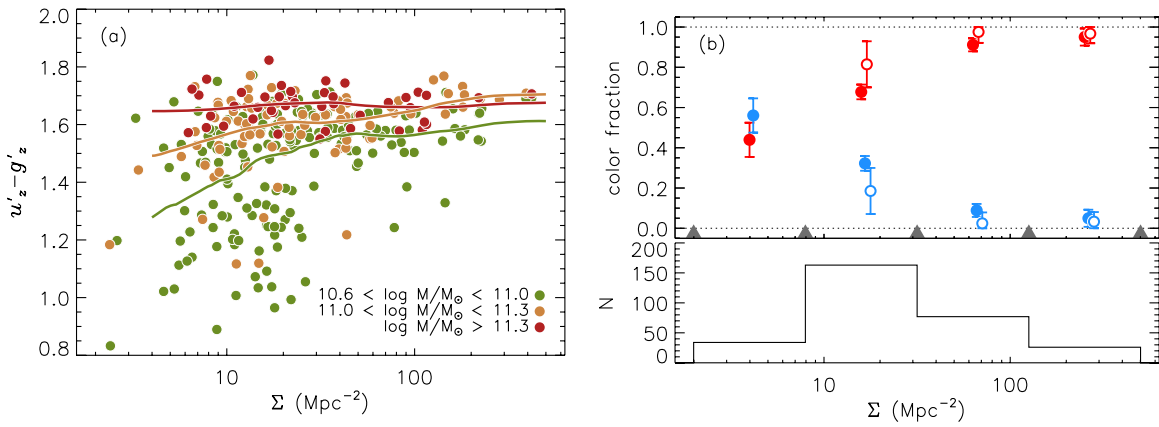 (a)
2.0
1.8
1.6
1.4
1.2
1.0
0.8
u'z−g'z
10.6 < log M/M⊙ < 11.0
11.0 < log M/M⊙ < 11.3
log M/M⊙ > 11.3
10
100
Σ (Mpc⁻²)
(b)
1.0
0.8
0.6
0.4
0.2
0.0
color fraction
200
150
100
50
0
N
10
100
Σ (Mpc⁻²)